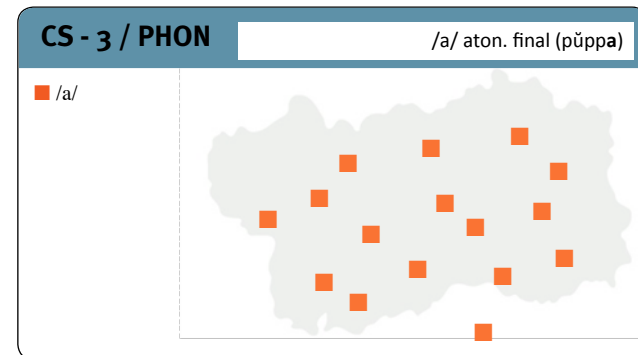 CS - 3 / PHON
/a/ aton. final (pŭppa)
/a/